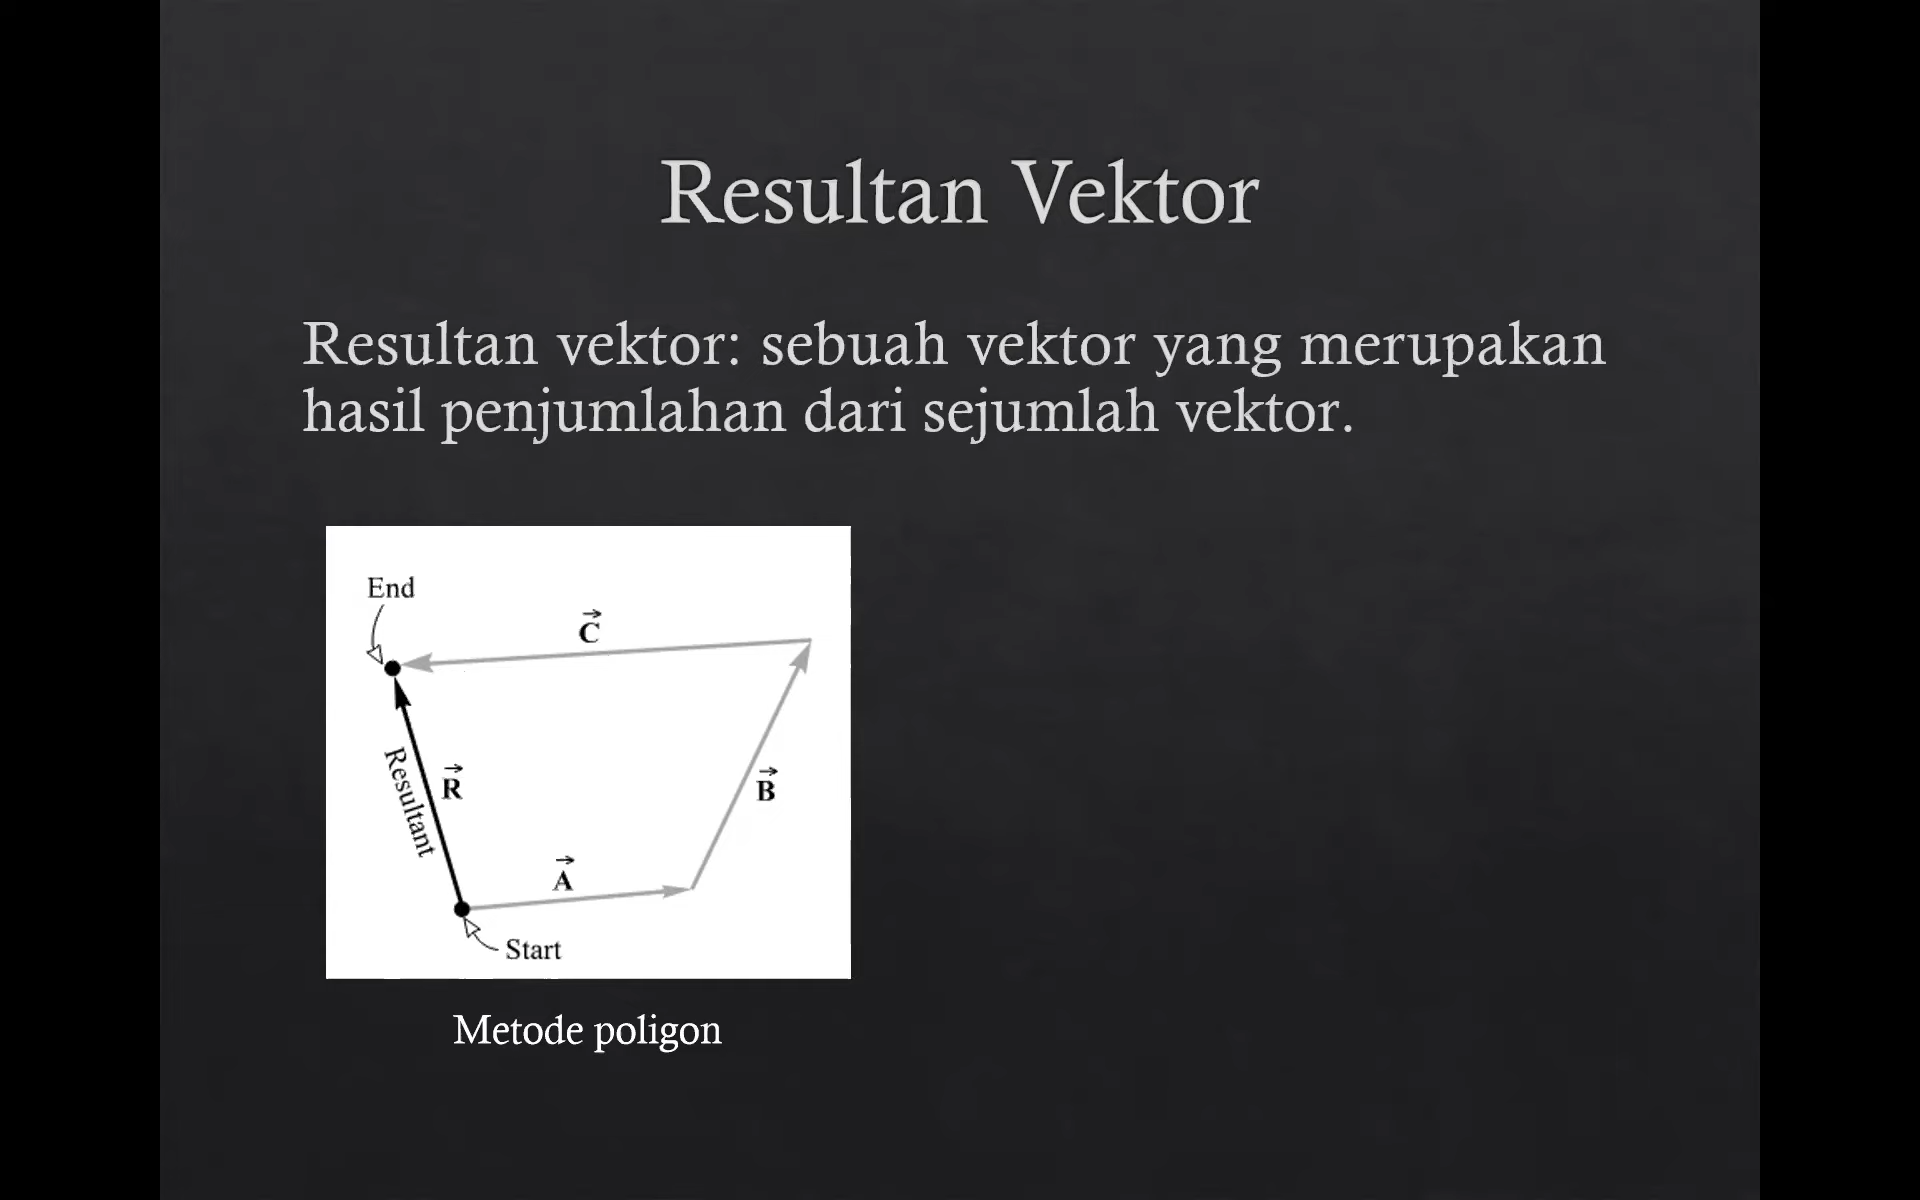 Resultan Vektor
Resultan vektor: sebuah vektor yang merupakan
hasil penjumlahan dari sejumlah vektor.
End
C
Resultant
R
B
A
Start
Metode poligon